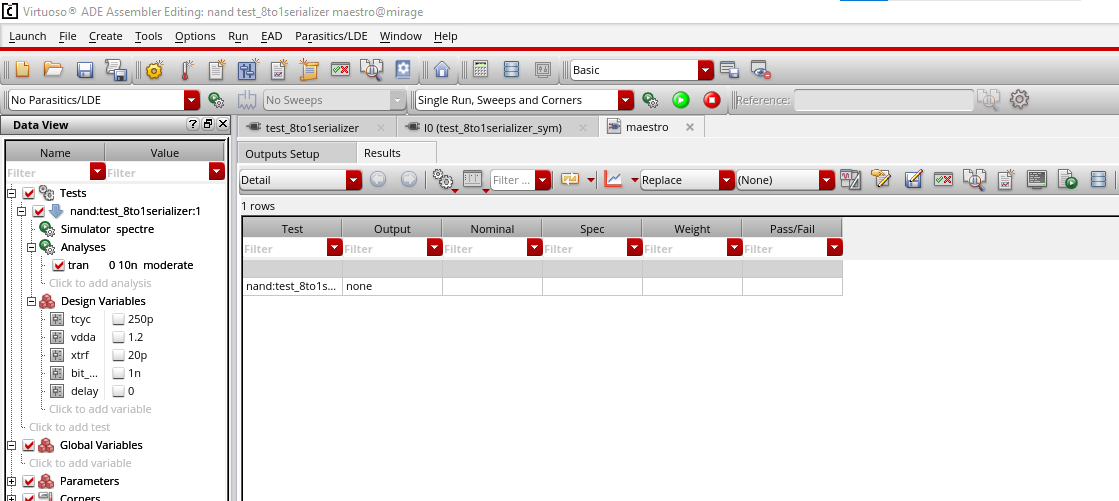 Virtuoso® ADE Assembler Editing: nand test_8to1serializer maestro@mirage
Launch File Create Tools Options Run EAD Parasitics/LDE Window Help
Basic
No Parasitics/LDE No Sweeps Single Run, Sweeps and Corners Reference:
Data View
test_8to1serializer I0 (test_8to1serializer_sym) maestro
Outputs Setup Results
Name Value
Filter Filter
Detail Filter ... Replace (None)
1 rows
Test Output Nominal Spec Weight Pass/Fail
Filter Filter Filter Filter Filter Filter
nand:test_8to1s... none
Tests
nand:test_8to1serializer:1
Simulator spectre
Analyses
tran 0 10n moderate
Click to add analysis
Design Variables
tcyc 250p
vdda 1.2
xtrf 20p
bit_... 1n
delay 0
Click to add variable
Click to add test
Global Variables
Click to add variable
Parameters
Corners